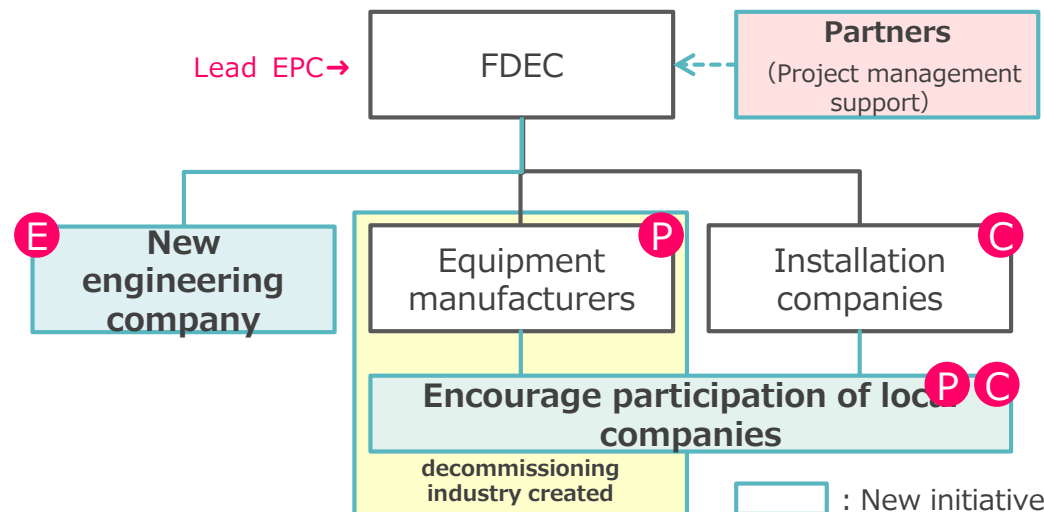 Partners
（Project management
support）
Lead EPC→
FDEC
E
New
engineering
company
P
Equipment
manufacturers
C
Installation
companies
P C
Encourage participation of local
companies
decommissioning
industry created
: New initiative